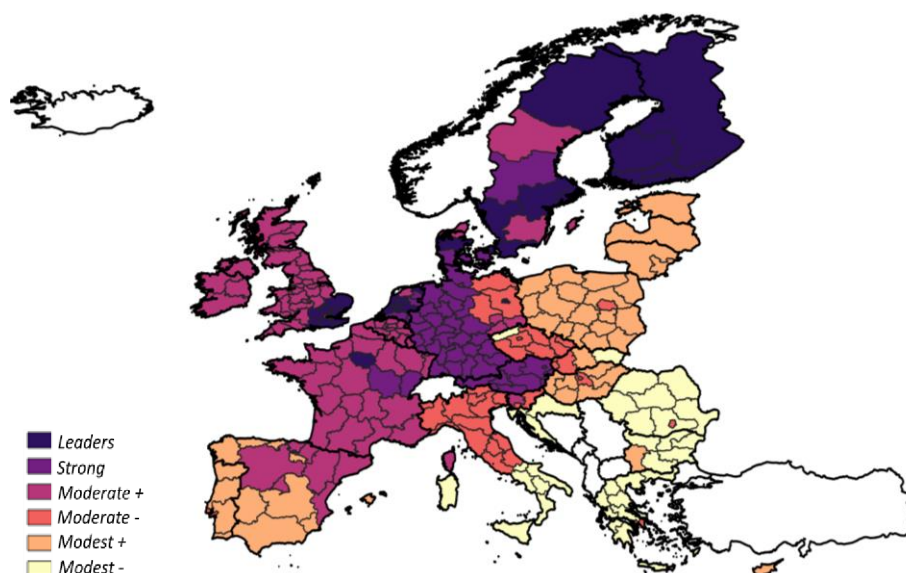 Leaders
Strong
Moderate +
Moderate -
Modest +
Modest -